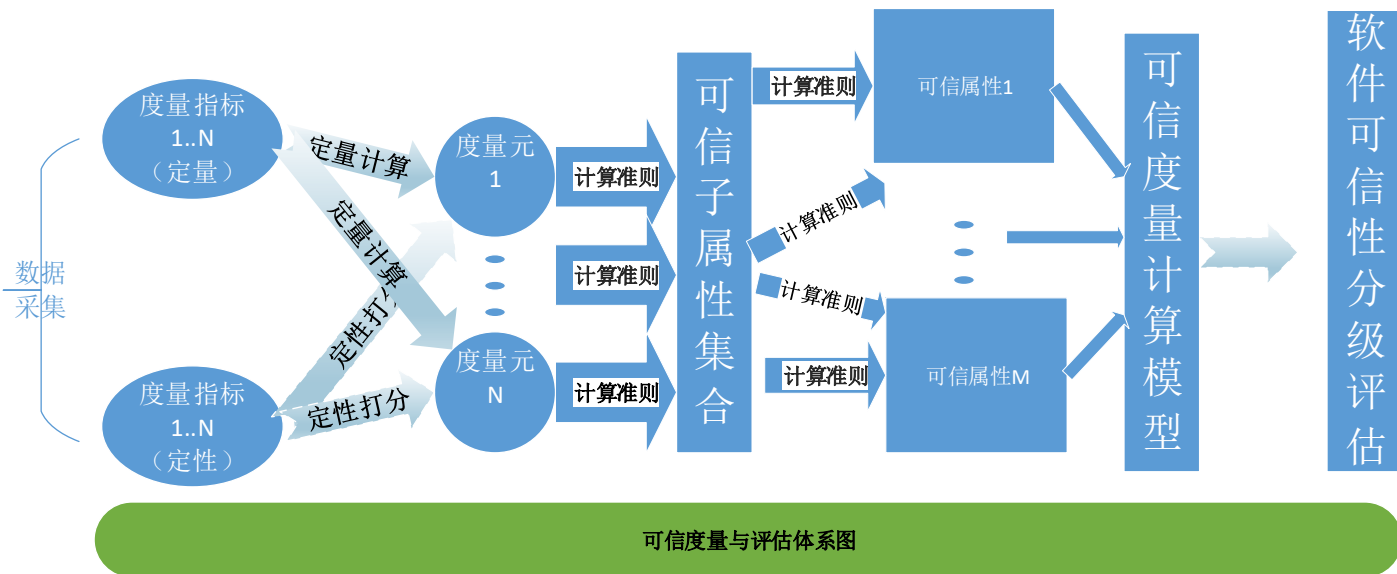 数据
采集
度量指标
1..N
（定量）
度量指标
1..N
（定性）
定量计算
定量计算
定性打分
定性打分
度量元
1
度量元
N
计算准则
计算准则
计算准则
可信子属性集合
计算准则
计算准则
计算准则
计算准则
可信属性1
可信属性M
可信度量计算模型
软件可信性分级评估
可信度量与评估体系图